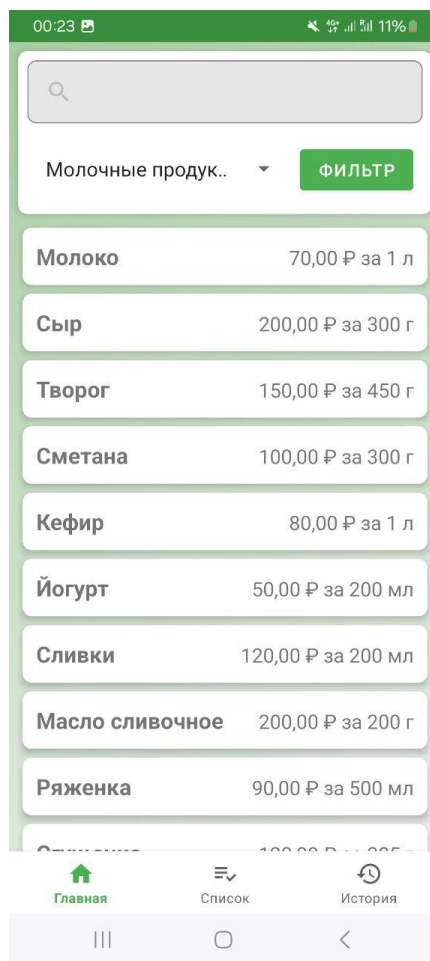 00:23 4G+ R 11%
Молочные продук.. ФИЛЬТР
Молоко 70,00 ₽ за 1 л
Сыр 200,00 ₽ за 300 г
Творог 150,00 ₽ за 450 г
Сметана 100,00 ₽ за 300 г
Кефир 80,00 ₽ за 1 л
Йогурт 50,00 ₽ за 200 мл
Сливки 120,00 ₽ за 200 мл
Масло сливочное 200,00 ₽ за 200 г
Ряженка 90,00 ₽ за 500 мл
Главная Список История